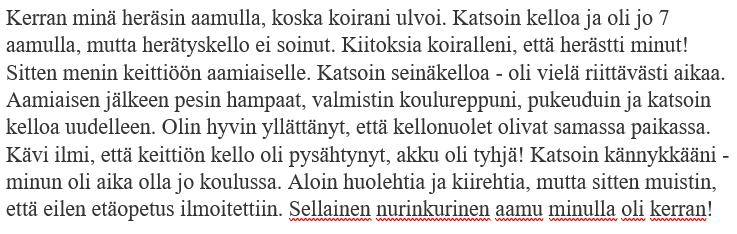 Kerran minä heräsin aamulla, koska koirani ulvoi. Katsoin kelloa ja oli jo 7
aamulla, mutta herätyskello ei soinut. Kiitoksia koiralleni, että herästti minut!
Sitten menin keittiöön aamiaiselle. Katsoin seinäkelloa - oli vielä riittävästi aikaa.
Aamiaisen jälkeen pesin hampaat, valmistin koulureppuni, pukeuduin ja katsoin
kelloa uudelleen. Olin hyvin yllättänyt, että kellonuolet olivat samassa paikassa.
Kävi ilmi, että keittiön kello oli pysähtynyt, akku oli tyhjä! Katsoin kännykkääni -
minun oli aika olla jo koulussa. Aloin huolehtia ja kiirehtia, mutta sitten muistin,
että eilen etäopetus ilmoitettiin. Sellainen nurinkurinen aamu minulla oli kerran!